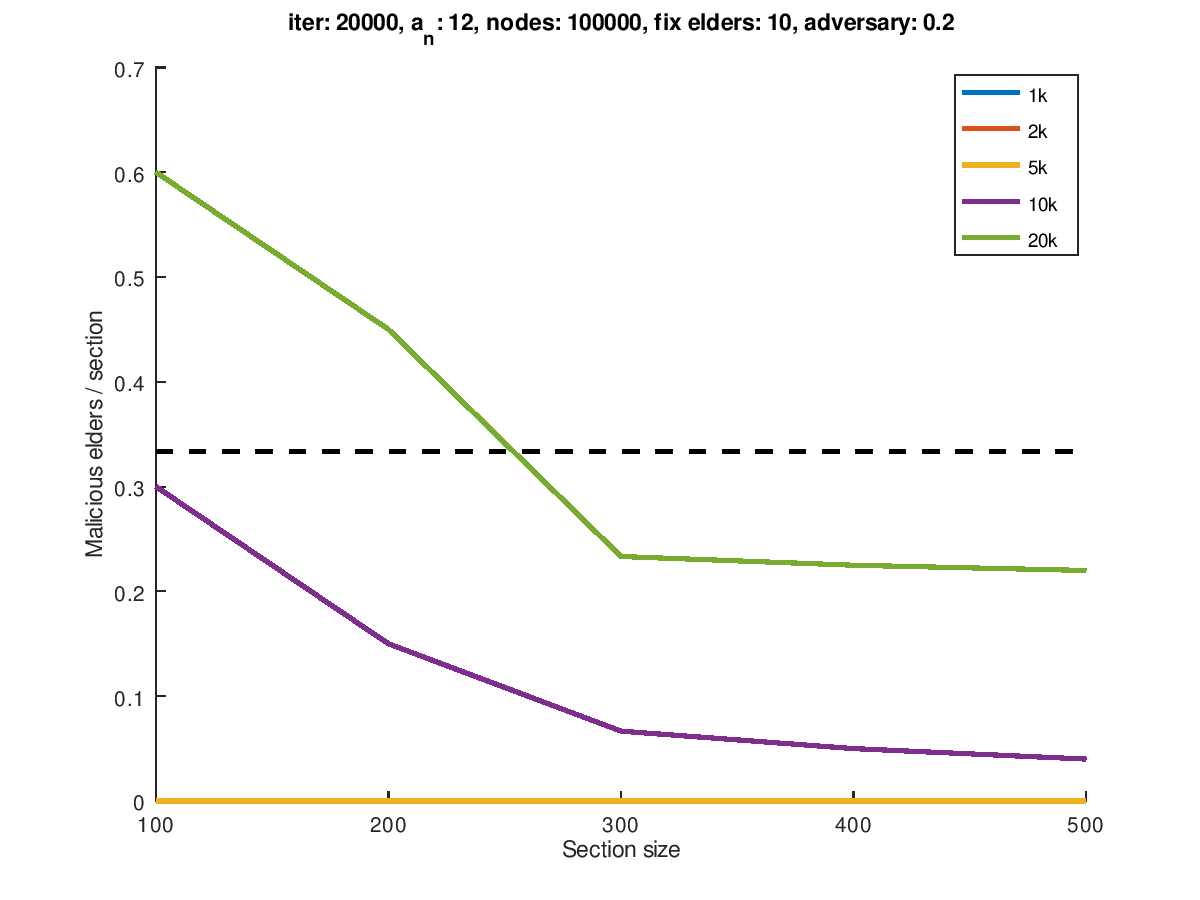 iter: 20000, a_n: 12, nodes: 100000, fix elders: 10, adversary: 0.2
0.7
0.6
0.5
0.4
0.3
0.2
0.1
0
Malicious elders / section
100 200 300 400 500
Section size
1k
2k
5k
10k
20k